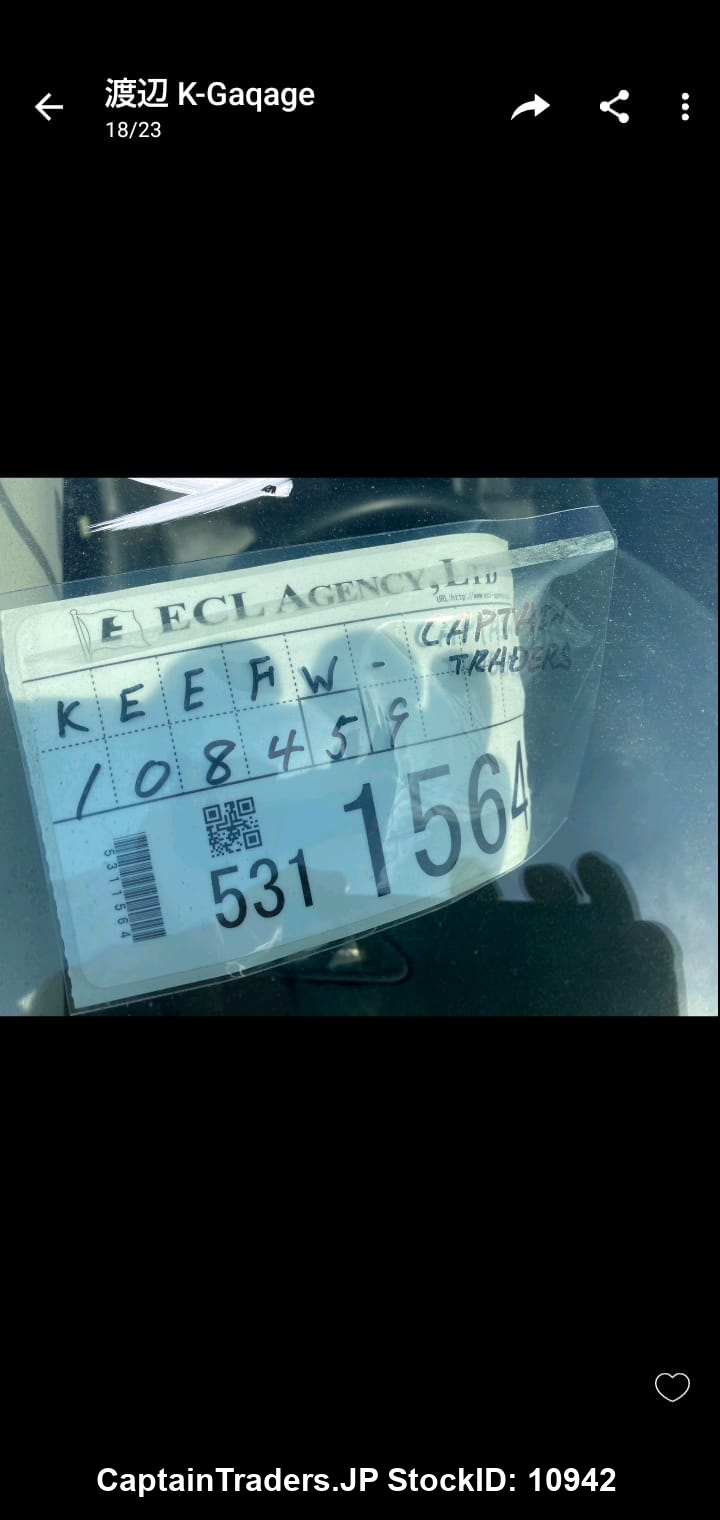 渡辺 K-Gaqage
18/23
E ECL AGENCY,LTD
CAPTAIN
TRADERS
KEEFW-
108459
5311564
531 1564
CaptainTraders.JP StockID: 10942